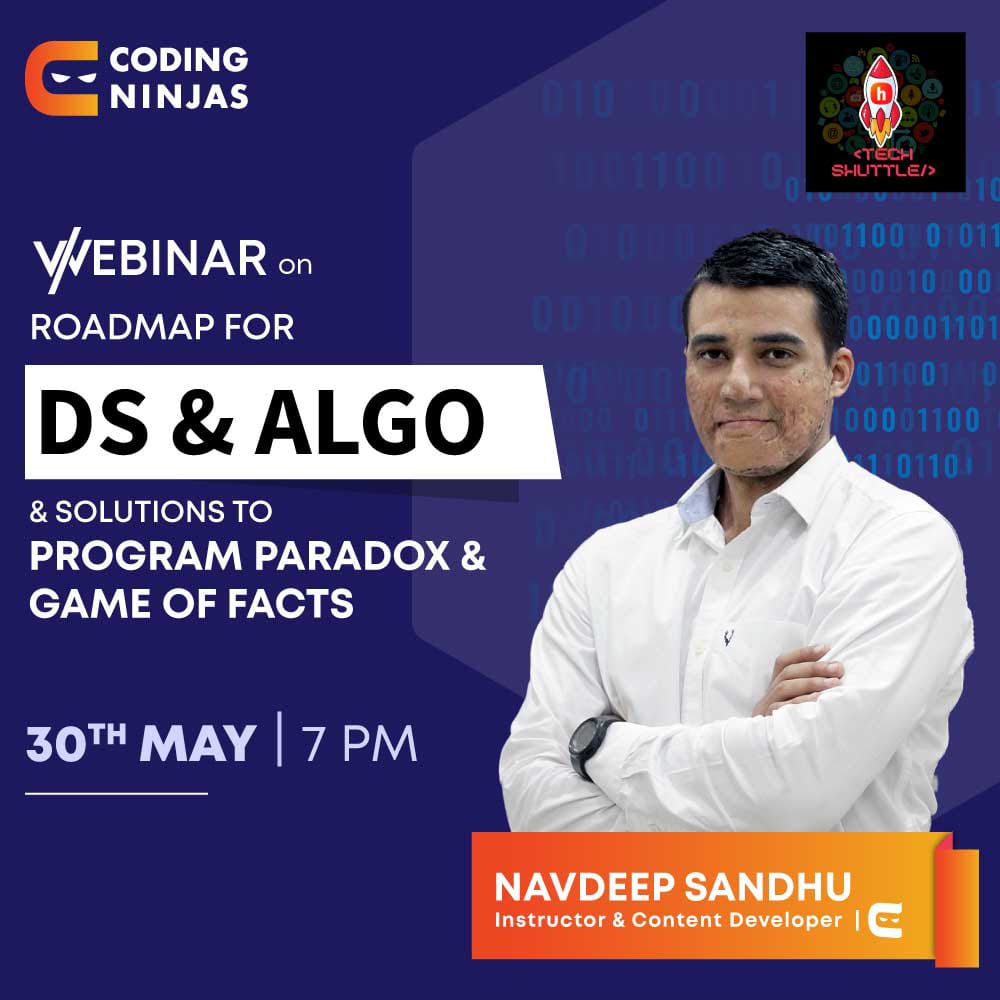 CODING
NINJAS
h
<TECH
SHUTTLE/>
WEBINAR on
ROADMAP FOR
DS & ALGO
& SOLUTIONS TO
PROGRAM PARADOX &
GAME OF FACTS
30TH MAY | 7 PM
NAVDEEP SANDHU
Instructor & Content Developer |